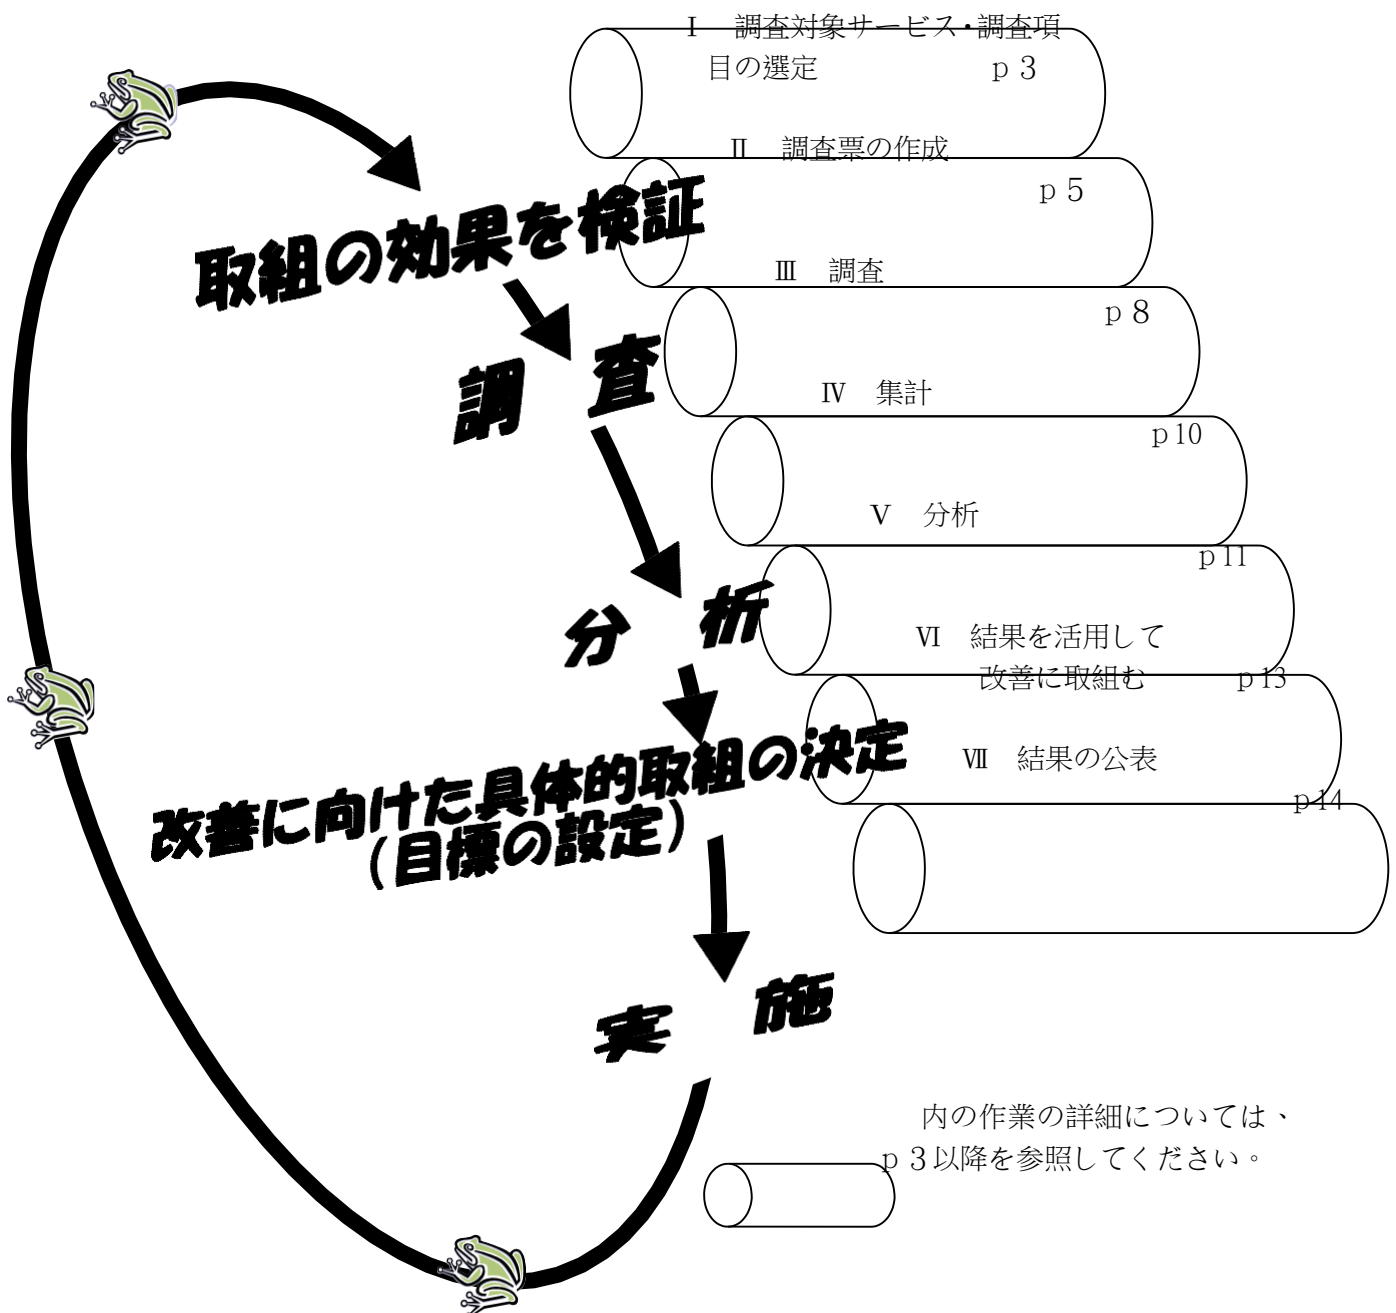 Ⅰ　調査対象サービス・調査項
目の選定　　　　　　ｐ３
Ⅱ　調査票の作成
ｐ５
Ⅲ　調査
ｐ８
Ⅳ　集計
ｐ10
Ⅴ　分析
ｐ11
Ⅵ　結果を活用して
改善に取組む　　　ｐ13
Ⅶ　結果の公表
ｐ14
取組の効果を検証
調　査
分　析
改善に向けた具体的取組の決定
（目標の設定）
実　施
内の作業の詳細については、
ｐ３以降を参照してください。